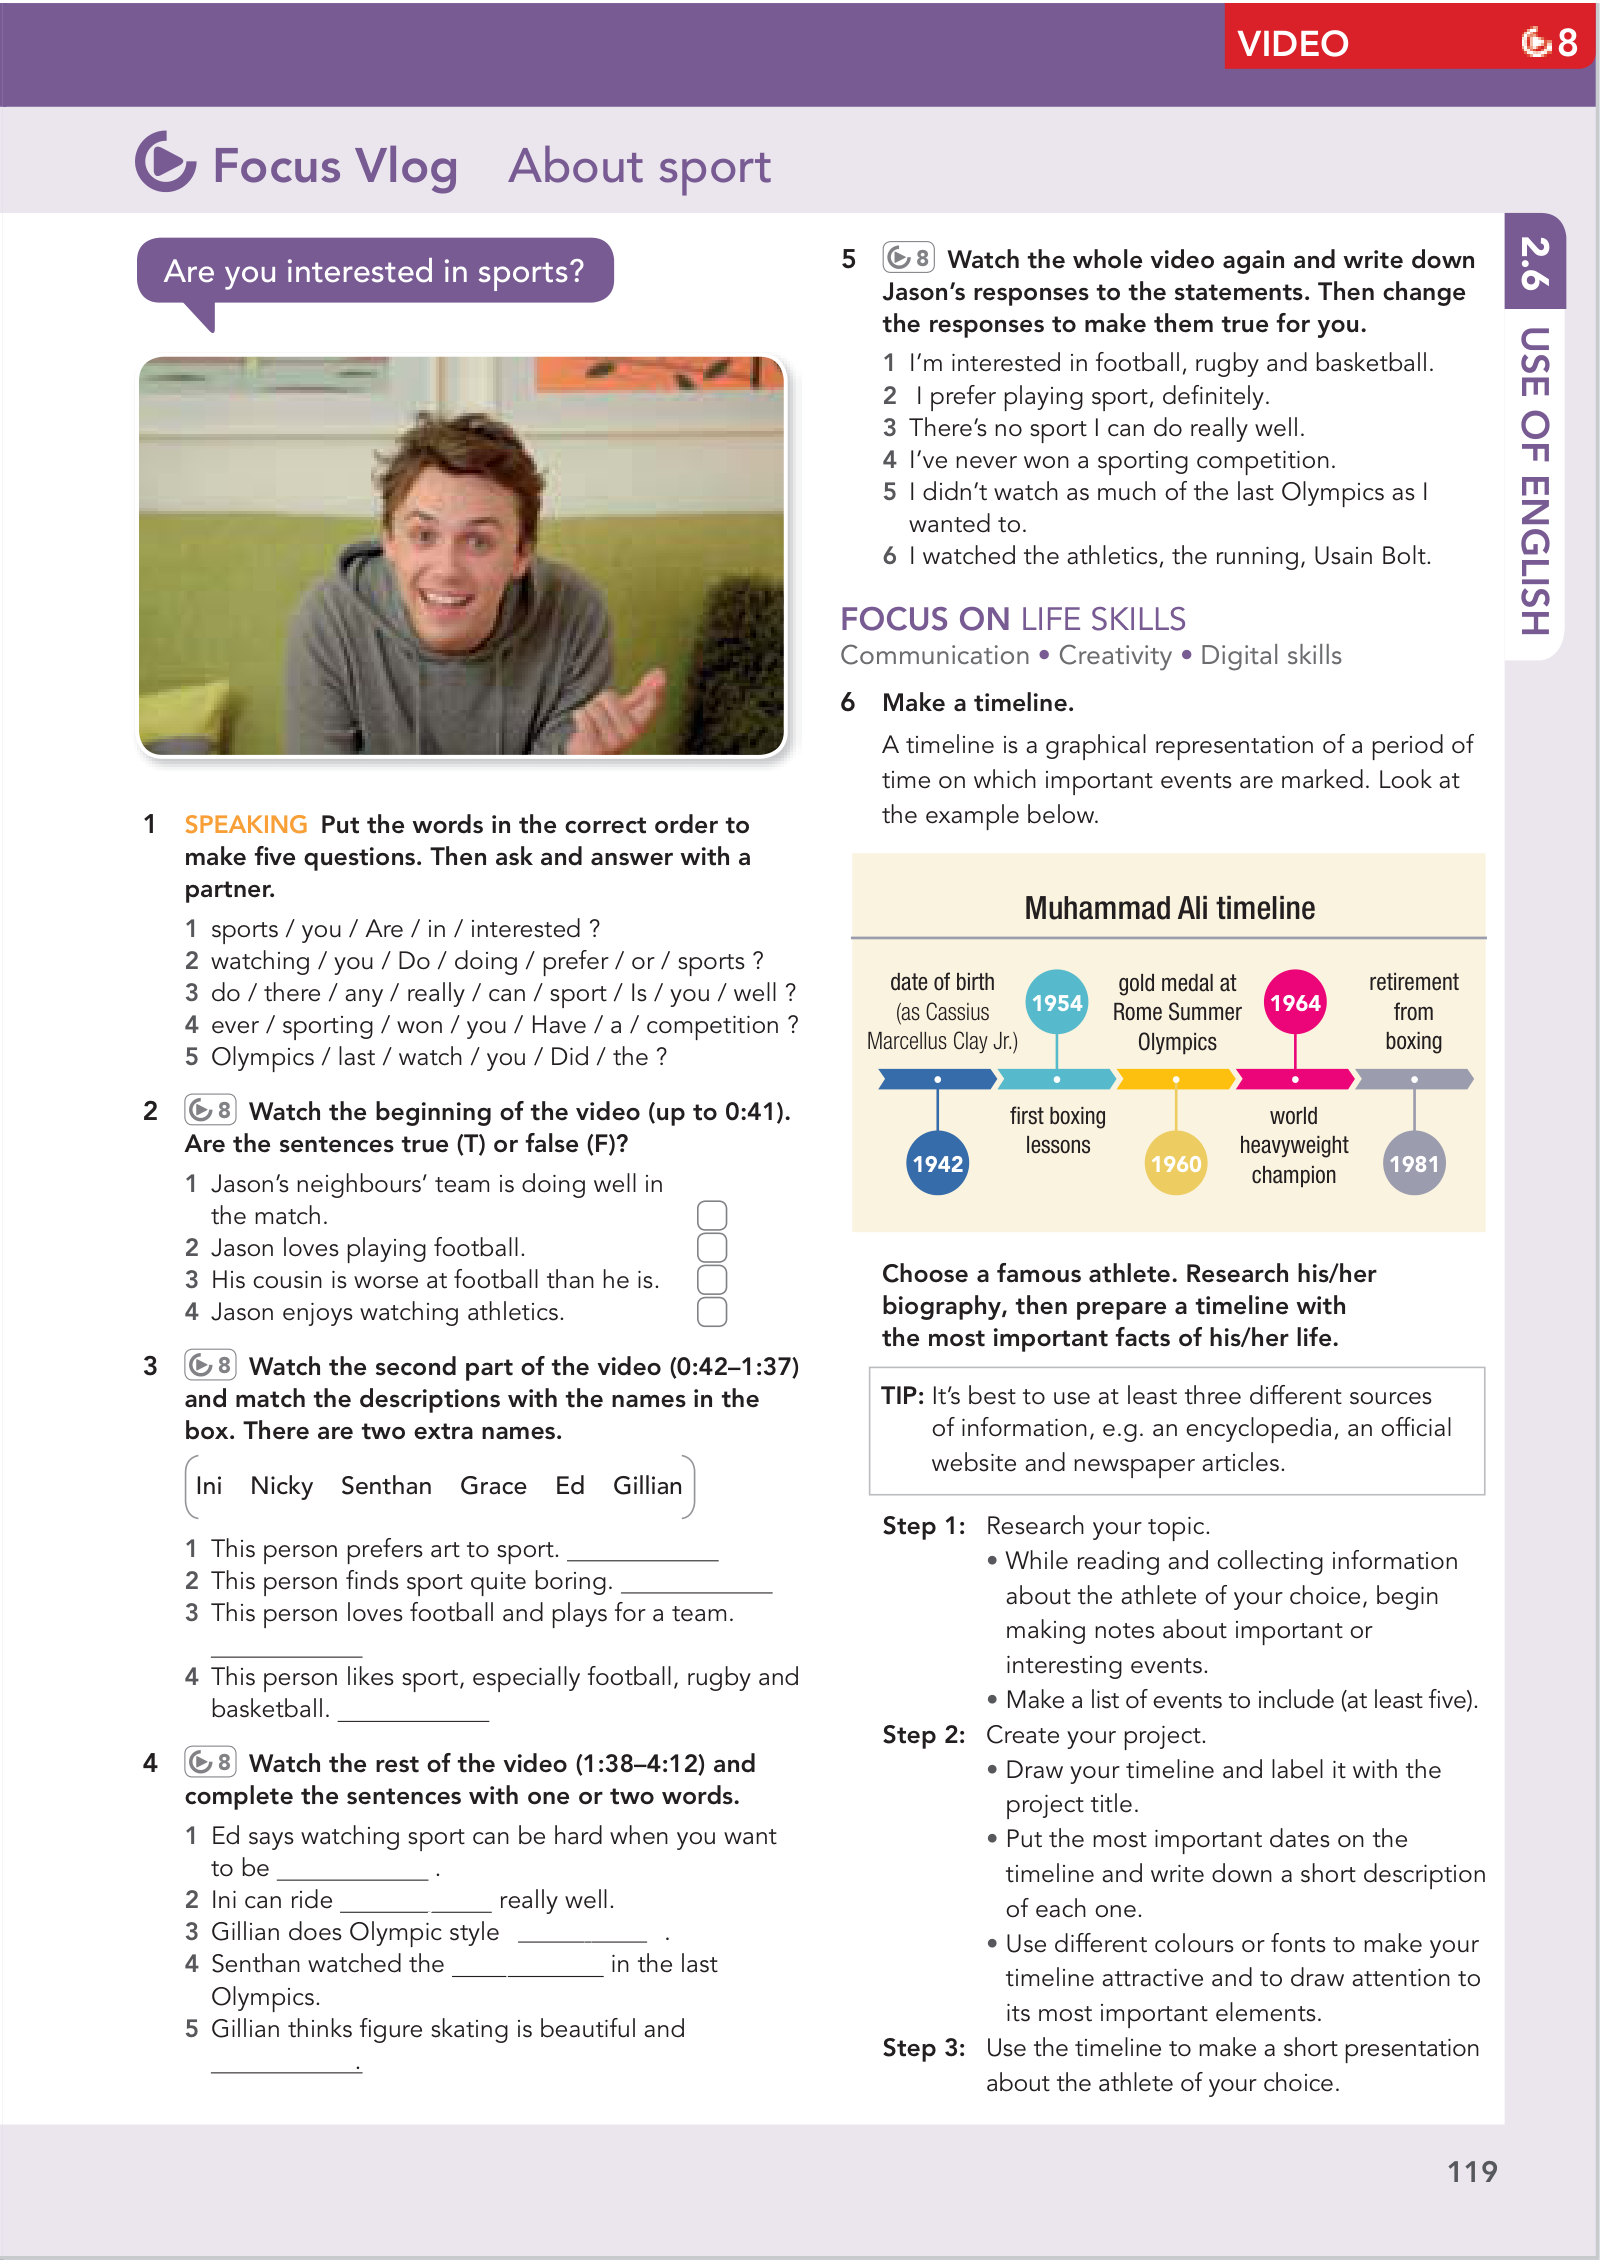 VIDEO 8
Focus Vlog About sport
Are you interested in sports?
1 SPEAKING Put the words in the correct order to
make five questions. Then ask and answer with a
partner.
1 sports / you / Are / in / interested ?
2 watching / you / Do / doing / prefer / or / sports ?
3 do / there / any / really / can / sport / Is / you / well ?
4 ever / sporting / won / you / Have / a / competition ?
5 Olympics / last / watch / you / Did / the ?
2 8 Watch the beginning of the video (up to 0:41).
Are the sentences true (T) or false (F)?
1 Jason's neighbours' team is doing well in
the match.
2 Jason loves playing football.
3 His cousin is worse at football than he is.
4 Jason enjoys watching athletics.
3 8 Watch the second part of the video (0:42–1:37)
and match the descriptions with the names in the
box. There are two extra names.
Ini Nicky Senthan Grace Ed Gillian
1 This person prefers art to sport. ____________
2 This person finds sport quite boring. ____________
3 This person loves football and plays for a team.
____________
4 This person likes sport, especially football, rugby and
basketball. ____________
4 8 Watch the rest of the video (1:38–4:12) and
complete the sentences with one or two words.
1 Ed says watching sport can be hard when you want
to be ____________ .
2 Ini can ride ____________ really well.
3 Gillian does Olympic style __________ .
4 Senthan watched the ____________ in the last
Olympics.
5 Gillian thinks figure skating is beautiful and
____________.
5 8 Watch the whole video again and write down
Jason's responses to the statements. Then change
the responses to make them true for you.
1 I'm interested in football, rugby and basketball.
2 I prefer playing sport, definitely.
3 There's no sport I can do really well.
4 I've never won a sporting competition.
5 I didn't watch as much of the last Olympics as I
wanted to.
6 I watched the athletics, the running, Usain Bolt.
FOCUS ON LIFE SKILLS
Communication • Creativity • Digital skills
6 Make a timeline.
A timeline is a graphical representation of a period of
time on which important events are marked. Look at
the example below.
Muhammad Ali timeline
date of birth
(as Cassius
Marcellus Clay Jr.)
1942
1954
first boxing
lessons
gold medal at
Rome Summer
Olympics
1960
1964
world
heavyweight
champion
retirement
from
boxing
1981
Choose a famous athlete. Research his/her
biography, then prepare a timeline with
the most important facts of his/her life.
TIP: It's best to use at least three different sources
of information, e.g. an encyclopedia, an official
website and newspaper articles.
Step 1: Research your topic.
• While reading and collecting information
about the athlete of your choice, begin
making notes about important or
interesting events.
• Make a list of events to include (at least five).
Step 2: Create your project.
• Draw your timeline and label it with the
project title.
• Put the most important dates on the
timeline and write down a short description
of each one.
• Use different colours or fonts to make your
timeline attractive and to draw attention to
its most important elements.
Step 3: Use the timeline to make a short presentation
about the athlete of your choice.
2.6 USE OF ENGLISH
119